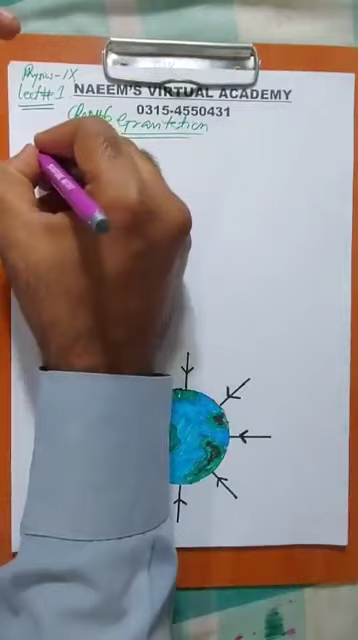 Physics-IX
Lect# 1 NAEEM'S VIRTUAL ACADEMY
0315-4550431
Gravitation